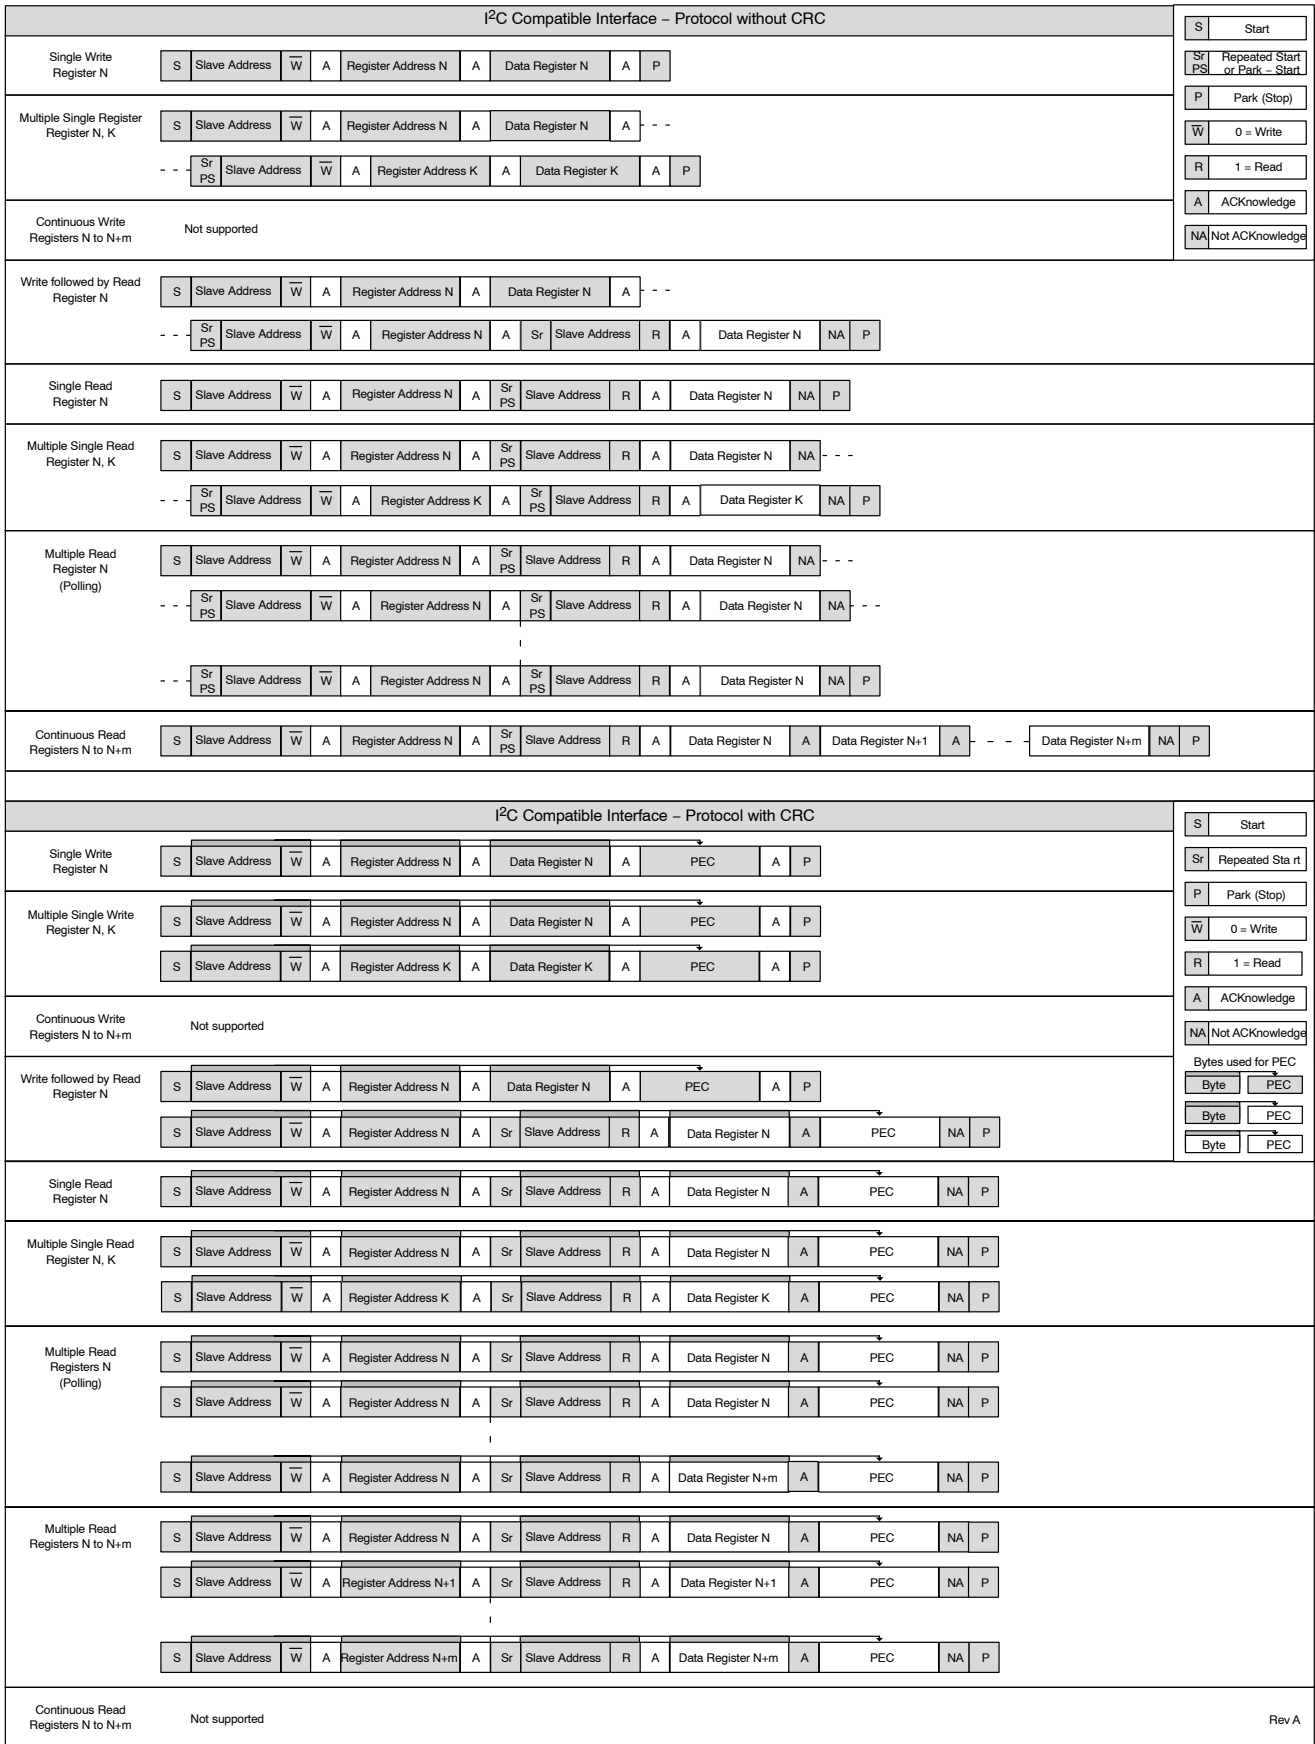 I2C Compatible Interface – Protocol without CRC
S Start
Sr PS Repeated Start or Park – Start
P Park (Stop)
W 0 = Write
R 1 = Read
A ACKnowledge
NA Not ACKnowledge
Single Write
Register N
S Slave Address W A Register Address N A Data Register N A P
Multiple Single Register
Register N, K
S Slave Address W A Register Address N A Data Register N A - - -
- - - Sr PS Slave Address W A Register Address K A Data Register K A P
Continuous Write
Registers N to N+m
Not supported
Write followed by Read
Register N
S Slave Address W A Register Address N A Data Register N A - - -
- - - Sr PS Slave Address W A Register Address N A Sr Slave Address R A Data Register N NA P
Single Read
Register N
S Slave Address W A Register Address N A Sr PS Slave Address R A Data Register N NA P
Multiple Single Read
Register N, K
S Slave Address W A Register Address N A Sr PS Slave Address R A Data Register N NA - - -
- - - Sr PS Slave Address W A Register Address K A Sr PS Slave Address R A Data Register K NA P
Multiple Read
Register N
(Polling)
S Slave Address W A Register Address N A Sr PS Slave Address R A Data Register N NA - - -
- - - Sr PS Slave Address W A Register Address N A Sr PS Slave Address R A Data Register N NA - - -
- - - Sr PS Slave Address W A Register Address N A Sr PS Slave Address R A Data Register N NA P
Continuous Read
Registers N to N+m
S Slave Address W A Register Address N A Sr PS Slave Address R A Data Register N A Data Register N+1 A - - - - Data Register N+m NA P
I2C Compatible Interface – Protocol with CRC
S Start
Sr Repeated Sta rt
P Park (Stop)
W 0 = Write
R 1 = Read
A ACKnowledge
NA Not ACKnowledge
Bytes used for PEC
Byte PEC
Byte PEC
Byte PEC
Single Write
Register N
S Slave Address W A Register Address N A Data Register N A PEC A P
Multiple Single Write
Register N, K
S Slave Address W A Register Address N A Data Register N A PEC A P
S Slave Address W A Register Address K A Data Register K A PEC A P
Continuous Write
Registers N to N+m
Not supported
Write followed by Read
Register N
S Slave Address W A Register Address N A Data Register N A PEC A P
S Slave Address W A Register Address N A Sr Slave Address R A Data Register N A PEC NA P
Single Read
Register N
S Slave Address W A Register Address N A Sr Slave Address R A Data Register N A PEC NA P
Multiple Single Read
Register N, K
S Slave Address W A Register Address N A Sr Slave Address R A Data Register N A PEC NA P
S Slave Address W A Register Address K A Sr Slave Address R A Data Register K A PEC NA P
Multiple Read
Registers N
(Polling)
S Slave Address W A Register Address N A Sr Slave Address R A Data Register N A PEC NA P
S Slave Address W A Register Address N A Sr Slave Address R A Data Register N A PEC NA P
S Slave Address W A Register Address N A Sr Slave Address R A Data Register N+m A PEC NA P
Multiple Read
Registers N to N+m
S Slave Address W A Register Address N A Sr Slave Address R A Data Register N A PEC NA P
S Slave Address W A Register Address N+1 A Sr Slave Address R A Data Register N+1 A PEC NA P
S Slave Address W A Register Address N+m A Sr Slave Address R A Data Register N+m A PEC NA P
Continuous Read
Registers N to N+m
Not supported
Rev A